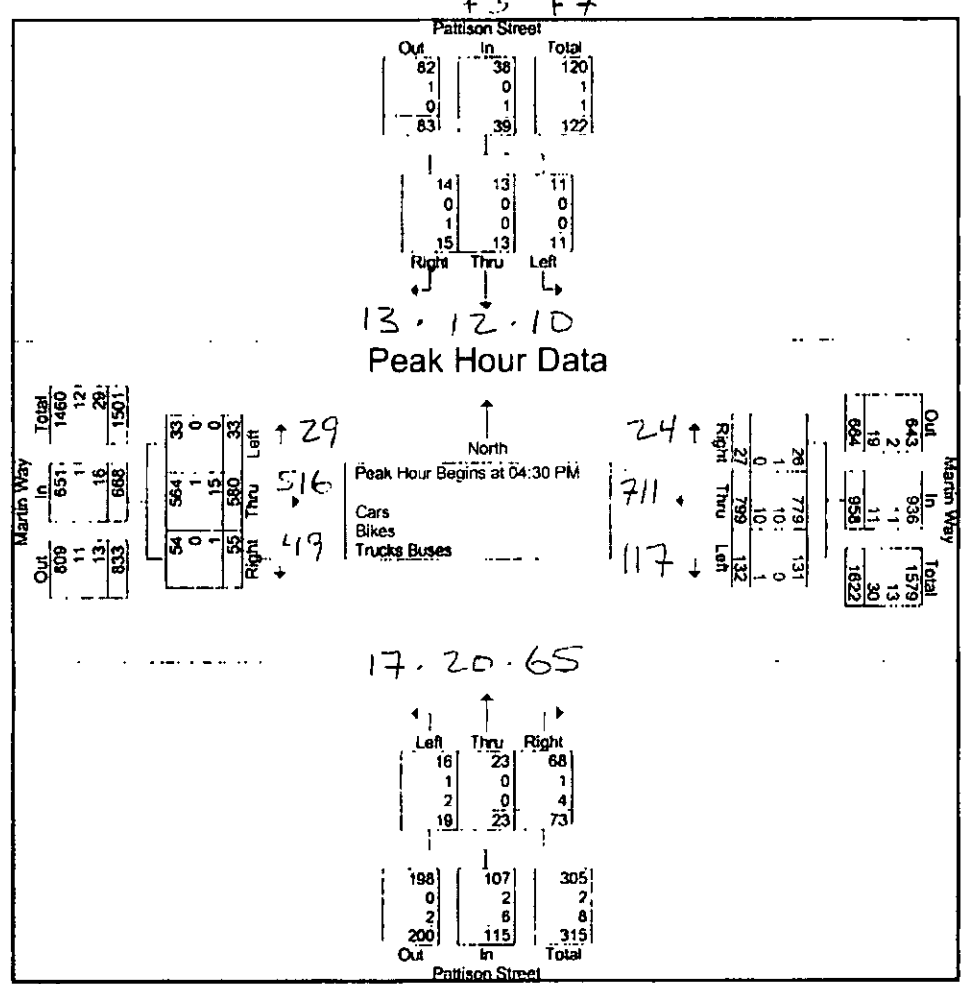 Pattison Street
Out In Total
82 38 120
1 0 1
0 1 1
83 39 122
14 13 11
0 0 0
1 0 0
15 13 11
Right Thru Left
13 . 12 . 10
Peak Hour Data
North
Peak Hour Begins at 04:30 PM
Cars
Bikes
Trucks Buses
Martin Way
Total In Out
1460 651 809
12 1 11
29 16 13
1501 668 833
33 564 54
0 1 0
0 15 1
33 580 55
Left Thru Right
29
516
49
24
711
117
Right Thru Left
26 779 131
1 10 0
0 10 1
27 799 132
Out In Total
643 936 1579
2 11 13
19 11 30
664 958 1622
Martin Way
17 . 20 . 65
Left Thru Right
16 23 68
1 0 1
2 0 4
19 23 73
198 107 305
0 2 2
2 6 8
200 115 315
Out In Total
Pattison Street